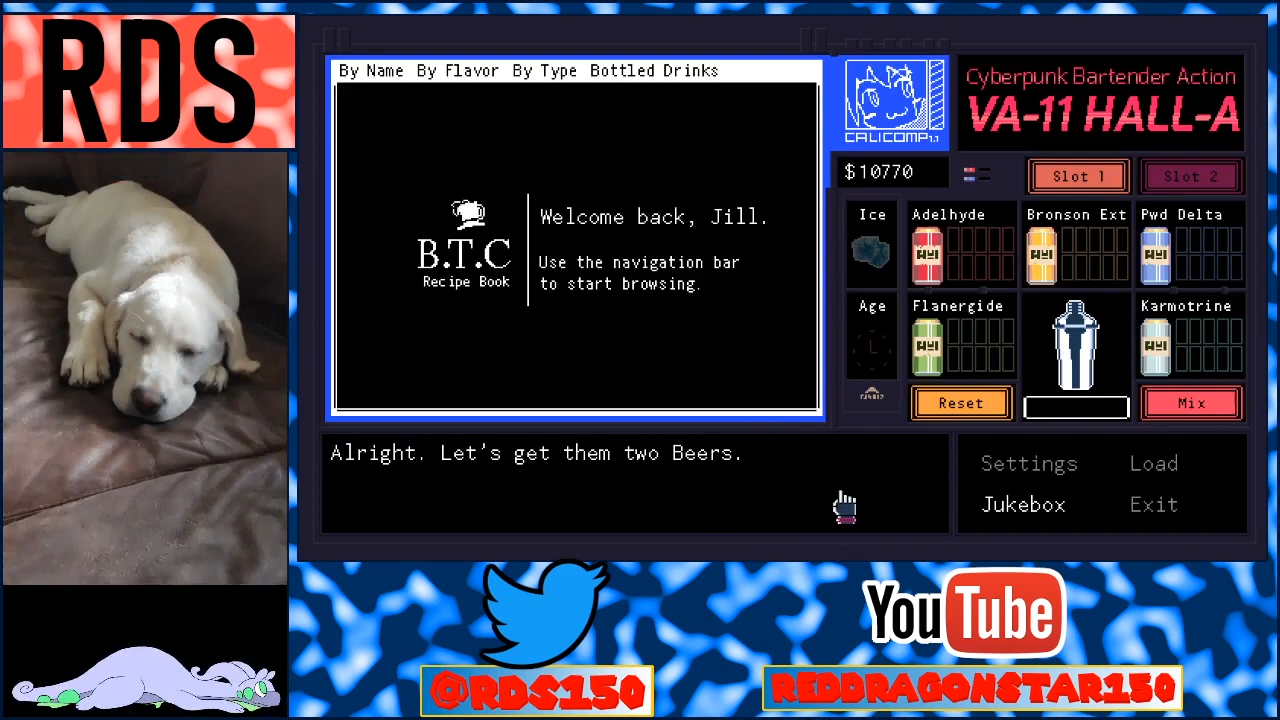 RDS
By Name By Flavor By Type Bottled Drinks
B.T.C
Recipe Book
Welcome back, Jill.
Use the navigation bar
to start browsing.
CALICOMP1.1
Cyberpunk Bartender Action
VA-11 HALL-A
$10770
Slot 1
Slot 2
Ice
Adelhyde
Bronson Ext
Pwd Delta
Age
Flanergide
Karmotrine
Reset
Mix
Alright. Let's get them two Beers.
Settings
Load
Jukebox
Exit
YouTube
@RDS150
REDDRAGONSTAR150